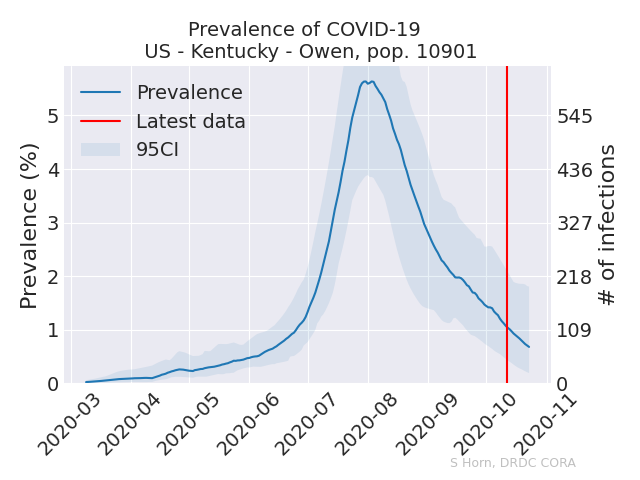 Prevalence of COVID-19
US - Kentucky - Owen, pop. 10901
Prevalence
Latest data
95CI
Prevalence (%)
5
4
3
2
1
0
545
436
327
218
109
0
# of infections
2020-03
2020-04
2020-05
2020-06
2020-07
2020-08
2020-09
2020-10
2020-11
S Horn, DRDC CORA